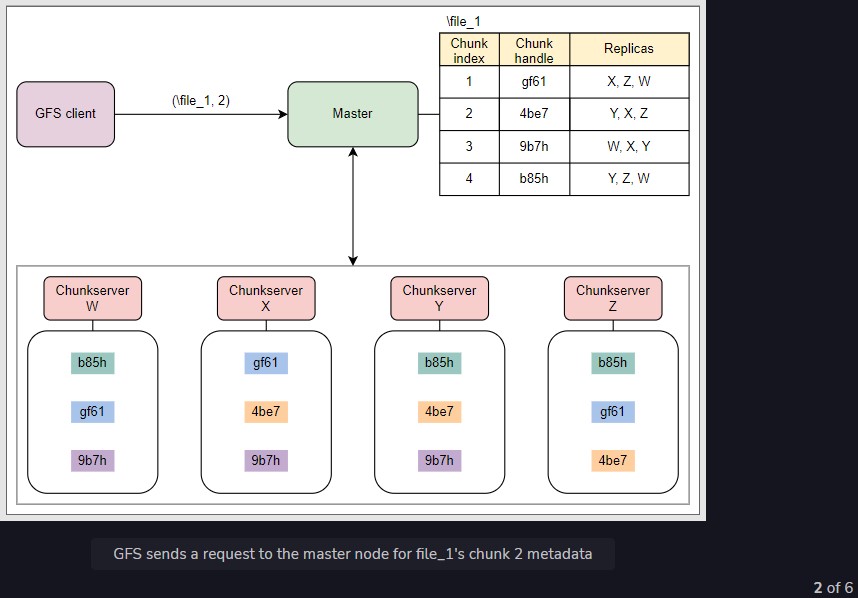 \file_1
Chunk index Chunk handle Replicas
1 gf61 X, Z, W
2 4be7 Y, X, Z
3 9b7h W, X, Y
4 b85h Y, Z, W
GFS client
(\file_1, 2)
Master
Chunkserver W
Chunkserver X
Chunkserver Y
Chunkserver Z
b85h gf61 b85h b85h
gf61 4be7 4be7 gf61
9b7h 9b7h 9b7h 4be7
GFS sends a request to the master node for file_1's chunk 2 metadata
2 of 6